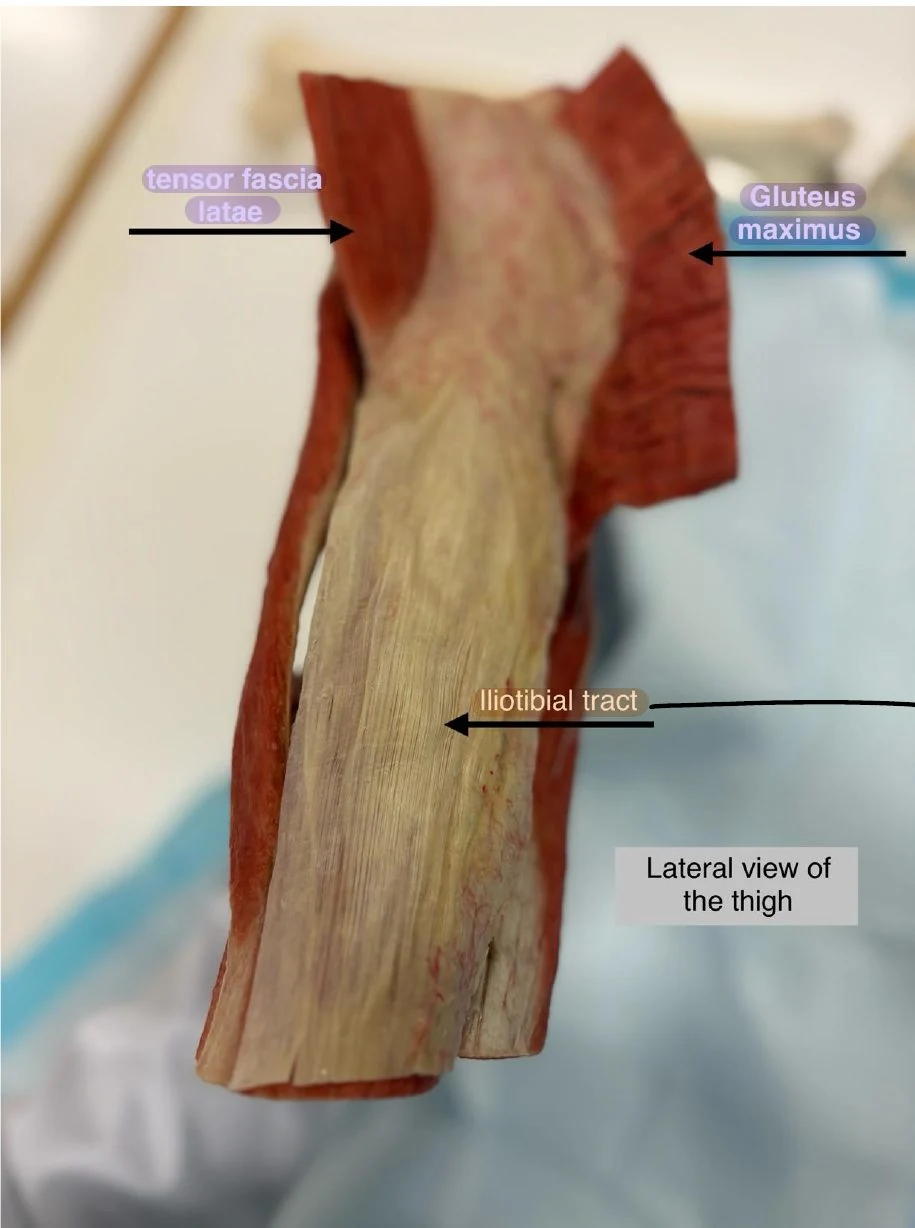 tensor fascia
latae
Gluteus
maximus
Iliotibial tract
Lateral view of
the thigh